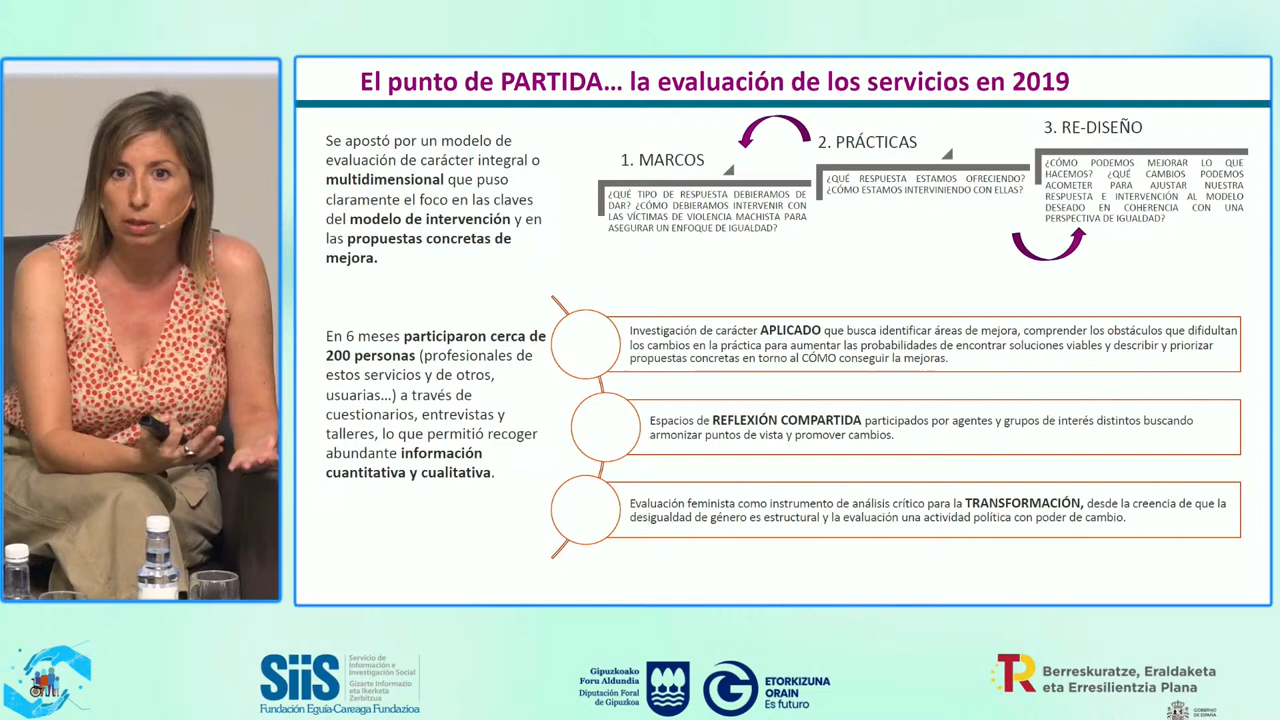 El punto de PARTIDA... la evaluación de los servicios en 2019
Se apostó por un modelo de
evaluación de carácter integral o
multidimensional que puso
claramente el foco en las claves
del modelo de intervención y en
las propuestas concretas de
mejora.
1. MARCOS
¿QUÉ TIPO DE RESPUESTA DEBIERAMOS DE
DAR? ¿CÓMO DEBIERAMOS INTERVENIR CON
LAS VÍCTIMAS DE VIOLENCIA MACHISTA PARA
ASEGURAR UN ENFOQUE DE IGUALDAD?
2. PRÁCTICAS
¿QUÉ RESPUESTA ESTAMOS OFRECIENDO?
¿CÓMO ESTAMOS INTERVINIENDO CON ELLAS?
3. RE-DISEÑO
¿CÓMO PODEMOS MEJORAR LO QUE
HACEMOS? ¿QUÉ CAMBIOS PODEMOS
ACOMETER PARA AJUSTAR NUESTRA
RESPUESTA E INTERVENCIÓN AL MODELO
DESEADO EN COHERENCIA CON UNA
PERSPECTIVA DE IGUALDAD?
En 6 meses participaron cerca de
200 personas (profesionales de
estos servicios y de otros,
usuarias...) a través de
cuestionarios, entrevistas y
talleres, lo que permitió recoger
abundante información
cuantitativa y cualitativa.
Investigación de carácter APLICADO que busca identificar áreas de mejora, comprender los obstáculos que difidultan
los cambios en la práctica para aumentar las probabilidades de encontrar soluciones viables y describir y priorizar
propuestas concretas en torno al CÓMO conseguir la mejoras.
Espacios de REFLEXIÓN COMPARTIDA participados por agentes y grupos de interés distintos buscando
armonizar puntos de vista y promover cambios.
Evaluación feminista como instrumento de análisis crítico para la TRANSFORMACIÓN, desde la creencia de que la
desigualdad de género es estructural y la evaluación una actividad política con poder de cambio.
SiiS
Servicio de
Información e
Investigación Social
Gizarte Informazio
eta Ikerketa
Zerbitzua
Fundación Eguía-Careaga Fundazioa
Gipuzkoako
Foru Aldundia
Diputación Foral
de Gipuzkoa
ETORKIZUNA
ORAIN
Es futuro
TR
Berreskuratze, Eraldaketa
eta Erresilientzia Plana
GOBIERNO
DE ESPAÑA